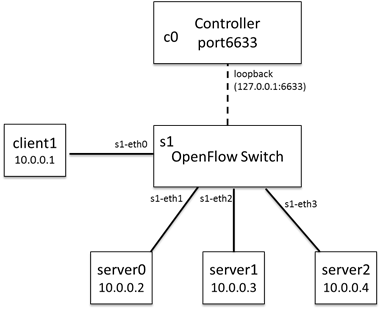 Controller
c0
port6633
loopback
(127.0.0.1:6633)
client1
10.0.0.1
s1-eth0
s1
OpenFlow Switch
s1-eth1
s1-eth2
s1-eth3
server0
10.0.0.2
server1
10.0.0.3
server2
10.0.0.4